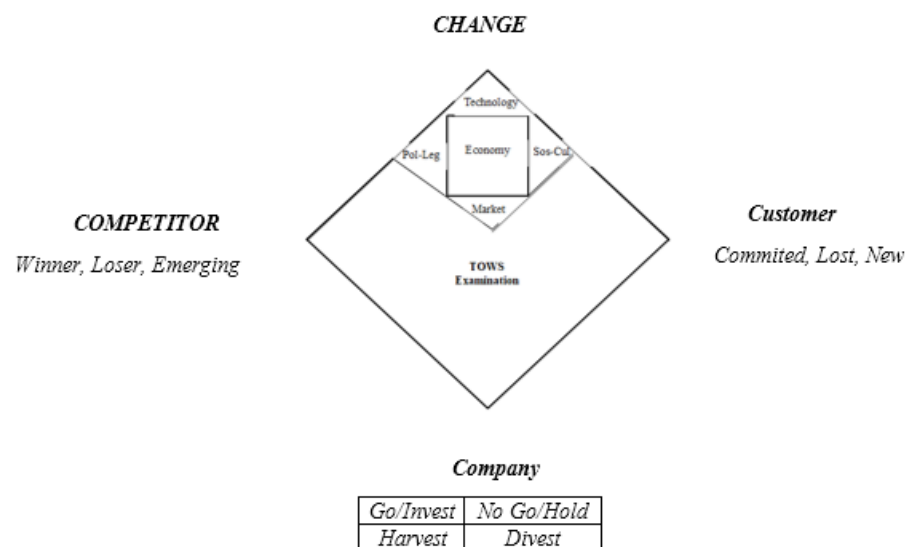 CHANGE
Technology
Pol-Leg
Economy
Sos-Cul
Market
COMPETITOR
Winner, Loser, Emerging
Customer
Commited, Lost, New
TOWS
Examination
Company
Go/Invest No Go/Hold
Harvest Divest